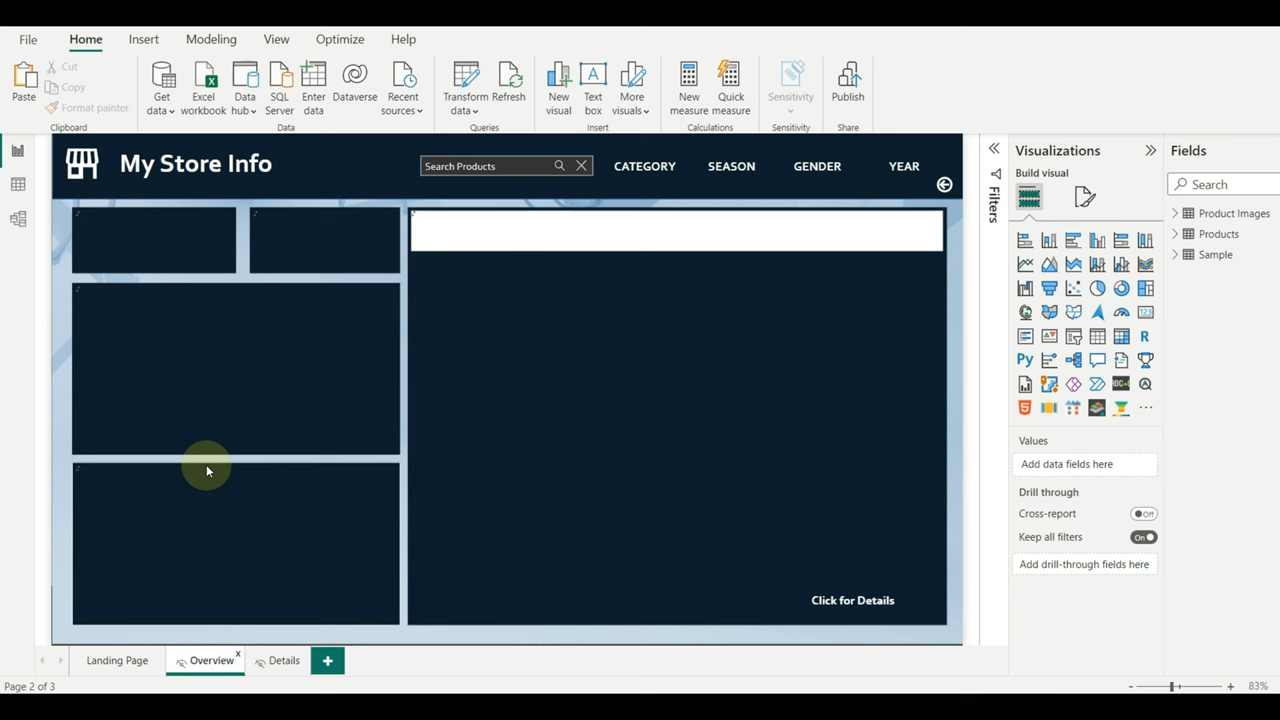 File
Home
Insert
Modeling
View
Optimize
Help
Paste
Cut
Copy
Format painter
Clipboard
Get data
Excel workbook
Data hub
SQL Server
Enter data
Dataverse
Recent sources
Data
Transform data
Refresh
Queries
New visual
Text box
More visuals
Insert
New measure
Quick measure
Calculations
Sensitivity
Sensitivity
Publish
Share
My Store Info
Search Products
CATEGORY
SEASON
GENDER
YEAR
Click for Details
Filters
Visualizations
Build visual
R
Py
123
Values
Add data fields here
Drill through
Cross-report
Off
Keep all filters
On
Add drill-through fields here
Fields
Search
Product Images
Products
Sample
Landing Page
Overview
x
Details
Page 2 of 3
83%